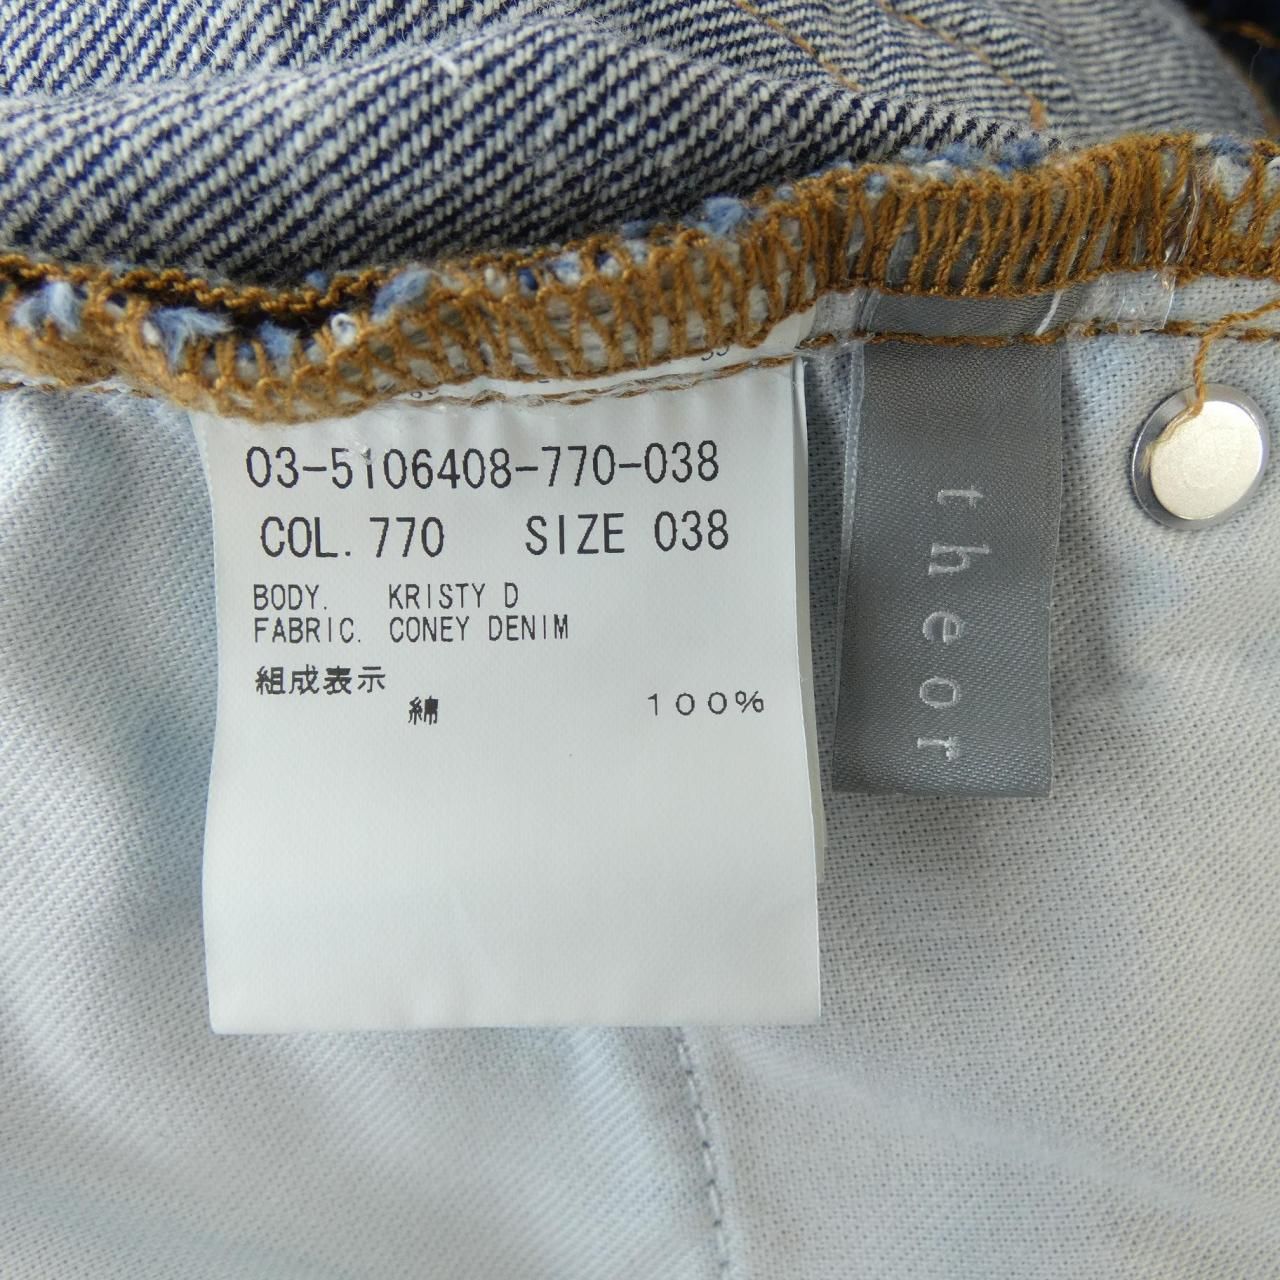 03-5106408-770-038
COL. 770 SIZE 038
BODY. KRISTY D
FABRIC. CONEY DENIM
組成表示
綿 100%
theor